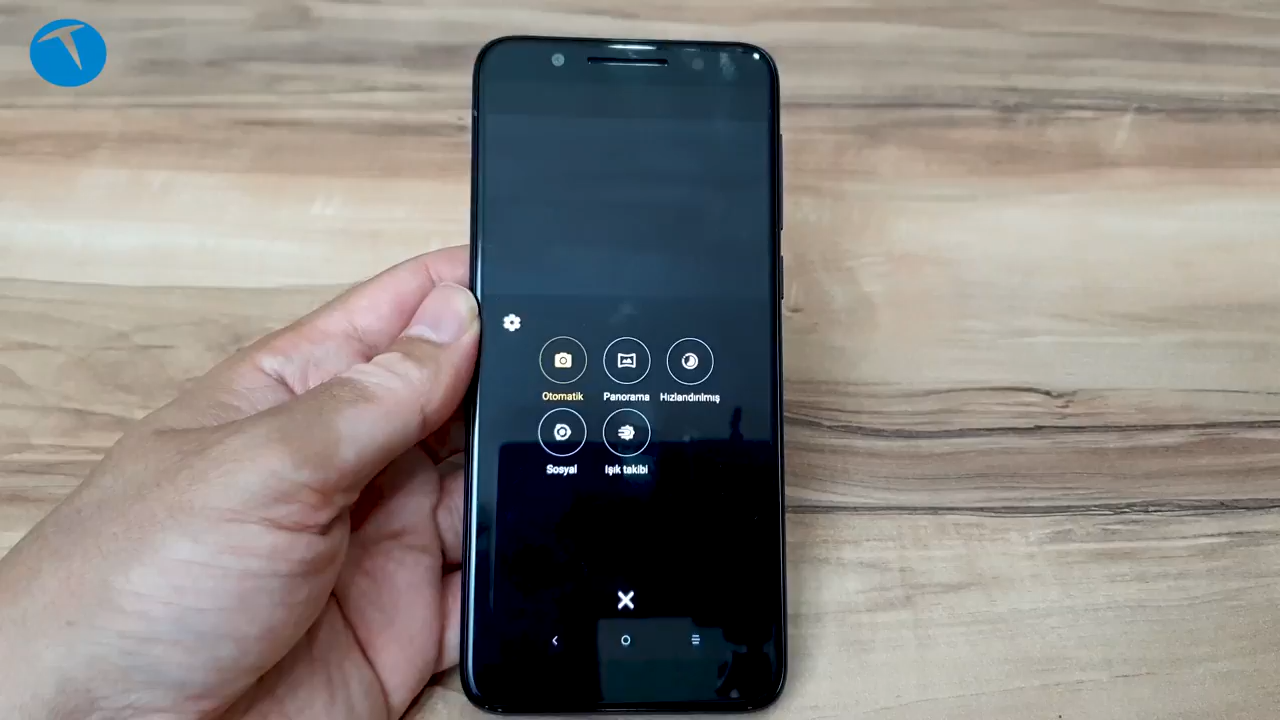 Otomatik
Panorama
Hızlandırılmış
Sosyal
Işık takibi